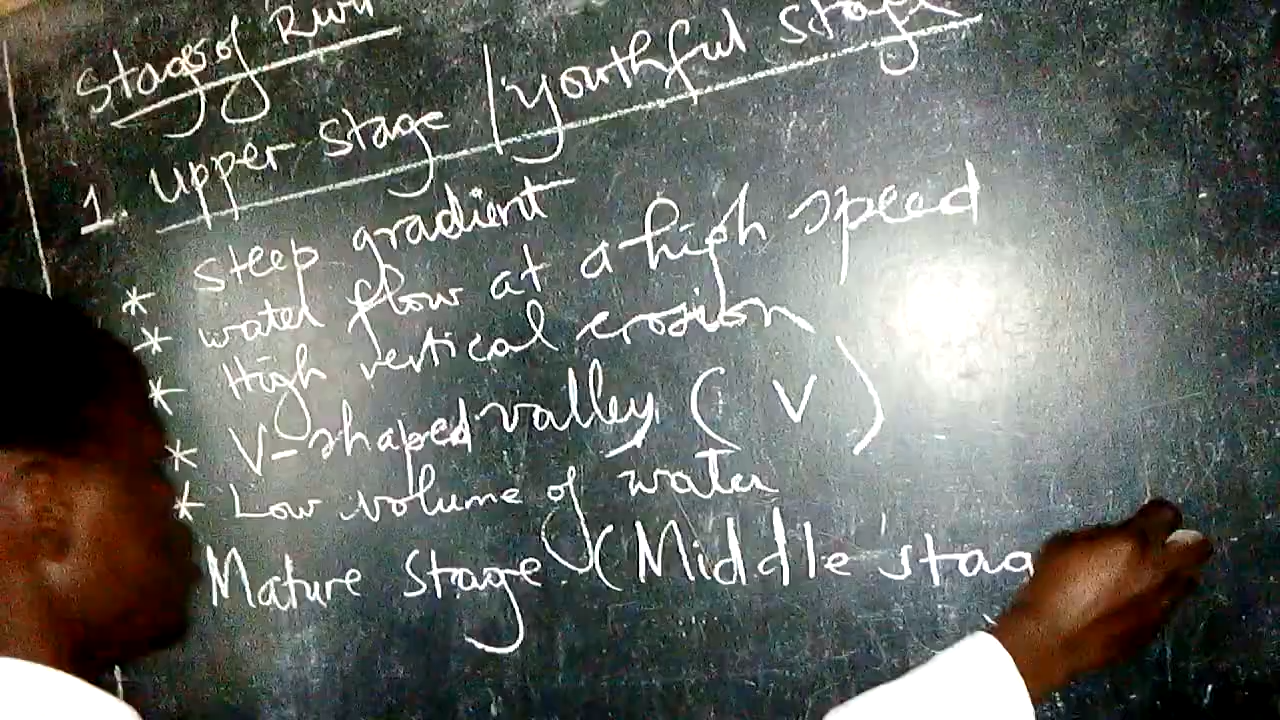 Stages of River
1. Upper stage / youthful stage
* steep gradient
* water flow at a high speed
* High vertical erosion
* V-shaped valley (V)
* Low volume of water
Mature Stage (Middle stag